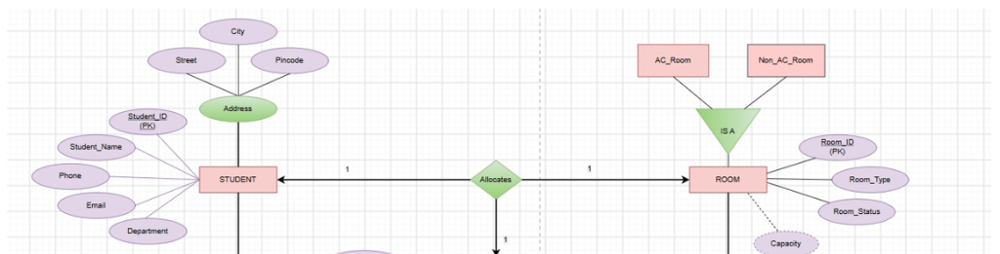 City
Street
Pincode
AC_Room
Non_AC_Room
Address
Student_ID
(PK)
IS A
Student_Name
Room_ID
(PK)
Phone
STUDENT
1
Allocates
1
ROOM
Room_Type
Email
Room_Status
Department
1
Capacity